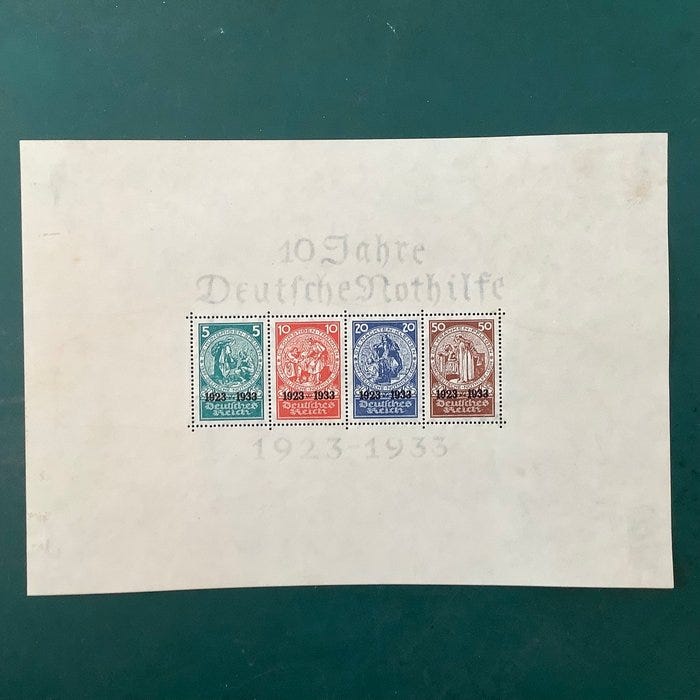 10 Jahre
Deutsche Nothilfe
5 5
1923-1933
Deutsches
Reich
10 10
1923-1933
Deutsches
Reich
20 20
1923-1933
Deutsches
Reich
50 50
1923-1933
Deutsches
Reich
1923-1933